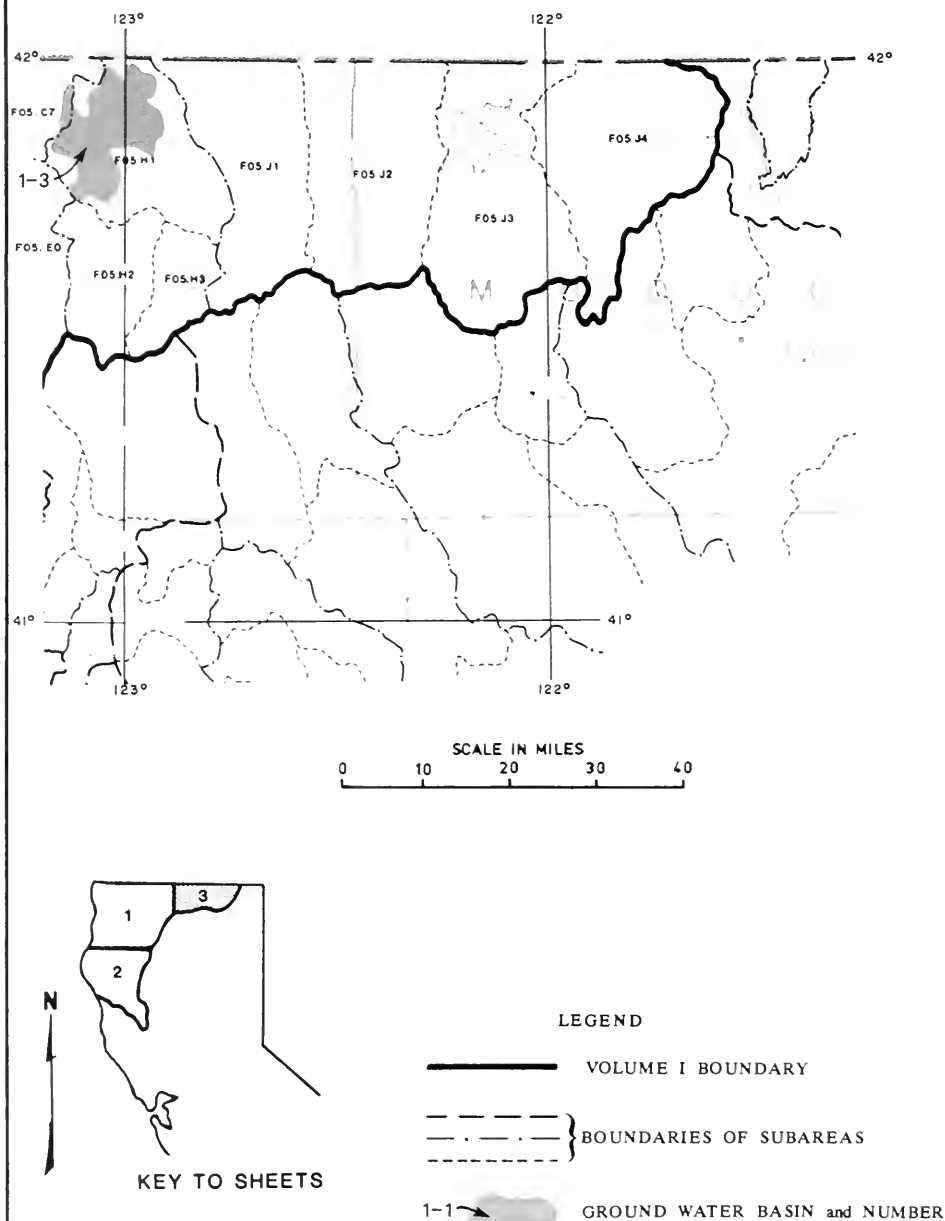 123°
122°
42°
42°
F05.C7
F05.H1
F05.J1
F05.J2
F05.J4
1-3
F05.E0
F05.J3
F05.H2
F05.H3
M
41°
41°
123°
122°
SCALE IN MILES
0 10 20 30 40
1
3
2
N
KEY TO SHEETS
LEGEND
VOLUME I BOUNDARY
BOUNDARIES OF SUBAREAS
1-1
GROUND WATER BASIN and NUMBER